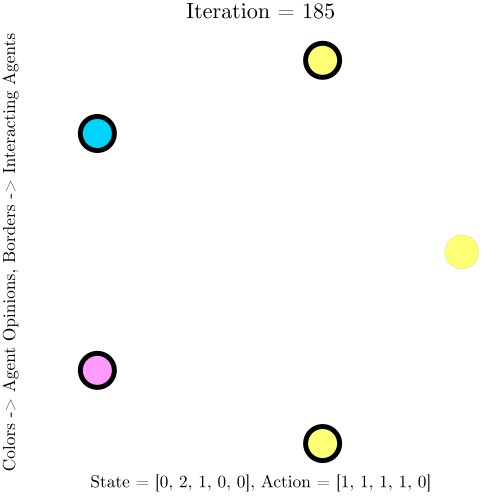 Iteration = 185
Colors -> Agent Opinions, Borders -> Interacting Agents
State = [0, 2, 1, 0, 0], Action = [1, 1, 1, 1, 0]